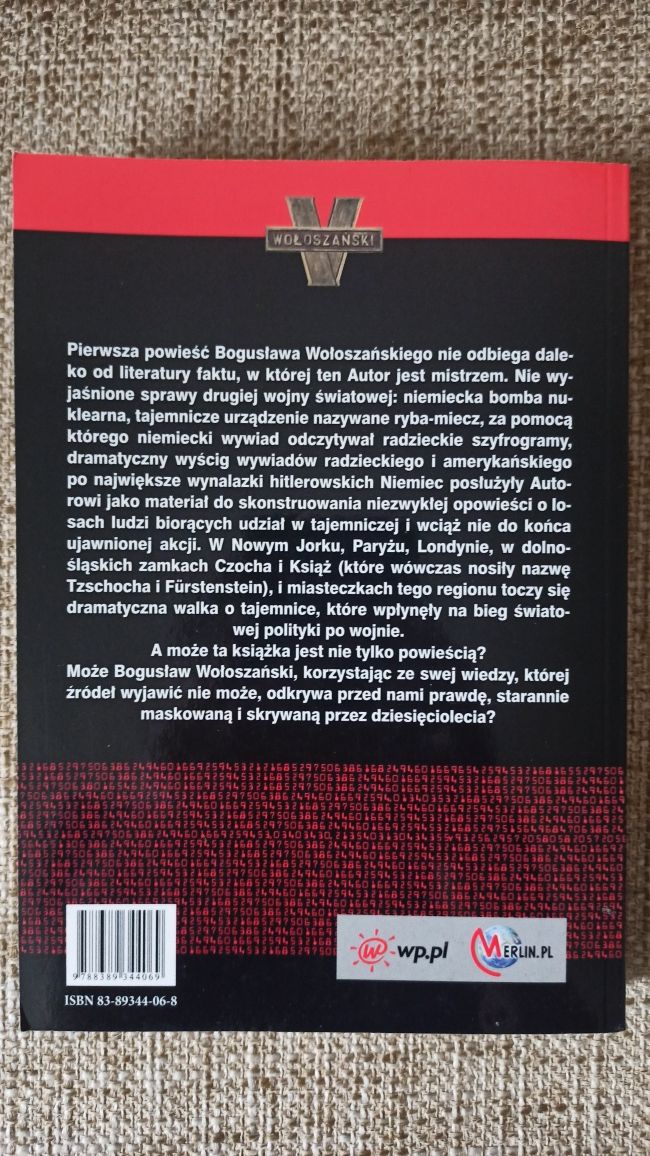 WOŁOSZAŃSKI
Pierwsza powieść Bogusława Wołoszańskiego nie odbiega dale-
ko od literatury faktu, w której ten Autor jest mistrzem. Nie wy-
jaśnione sprawy drugiej wojny światowej: niemiecka bomba nu-
klearna, tajemnicze urządzenie nazywane ryba-miecz, za pomocą
którego niemiecki wywiad odczytywał radzieckie szyfrogramy,
dramatyczny wyścig wywiadów radzieckiego i amerykańskiego
po największe wynalazki hitlerowskich Niemiec posłużyły Auto-
rowi jako materiał do skonstruowania niezwykłej opowieści o lo-
sach ludzi biorących udział w tajemniczej i wciąż nie do końca
ujawnionej akcji. W Nowym Jorku, Paryżu, Londynie, w dolno-
śląskich zamkach Czocha i Książ (które wówczas nosiły nazwę
Tzschocha i Fürstenstein), i miasteczkach tego regionu toczy się
dramatyczna walka o tajemnice, które wpłynęły na bieg świato-
wej polityki po wojnie.
A może ta książka jest nie tylko powieścią?
Może Bogusław Wołoszański, korzystając ze swej wiedzy, której
źródeł wyjawić nie może, odkrywa przed nami prawdę, starannie
maskowaną i skrywaną przez dziesięciolecia?
9 788389 344069
ISBN 83-89344-06-8
wp.pl
MERLIN.PL